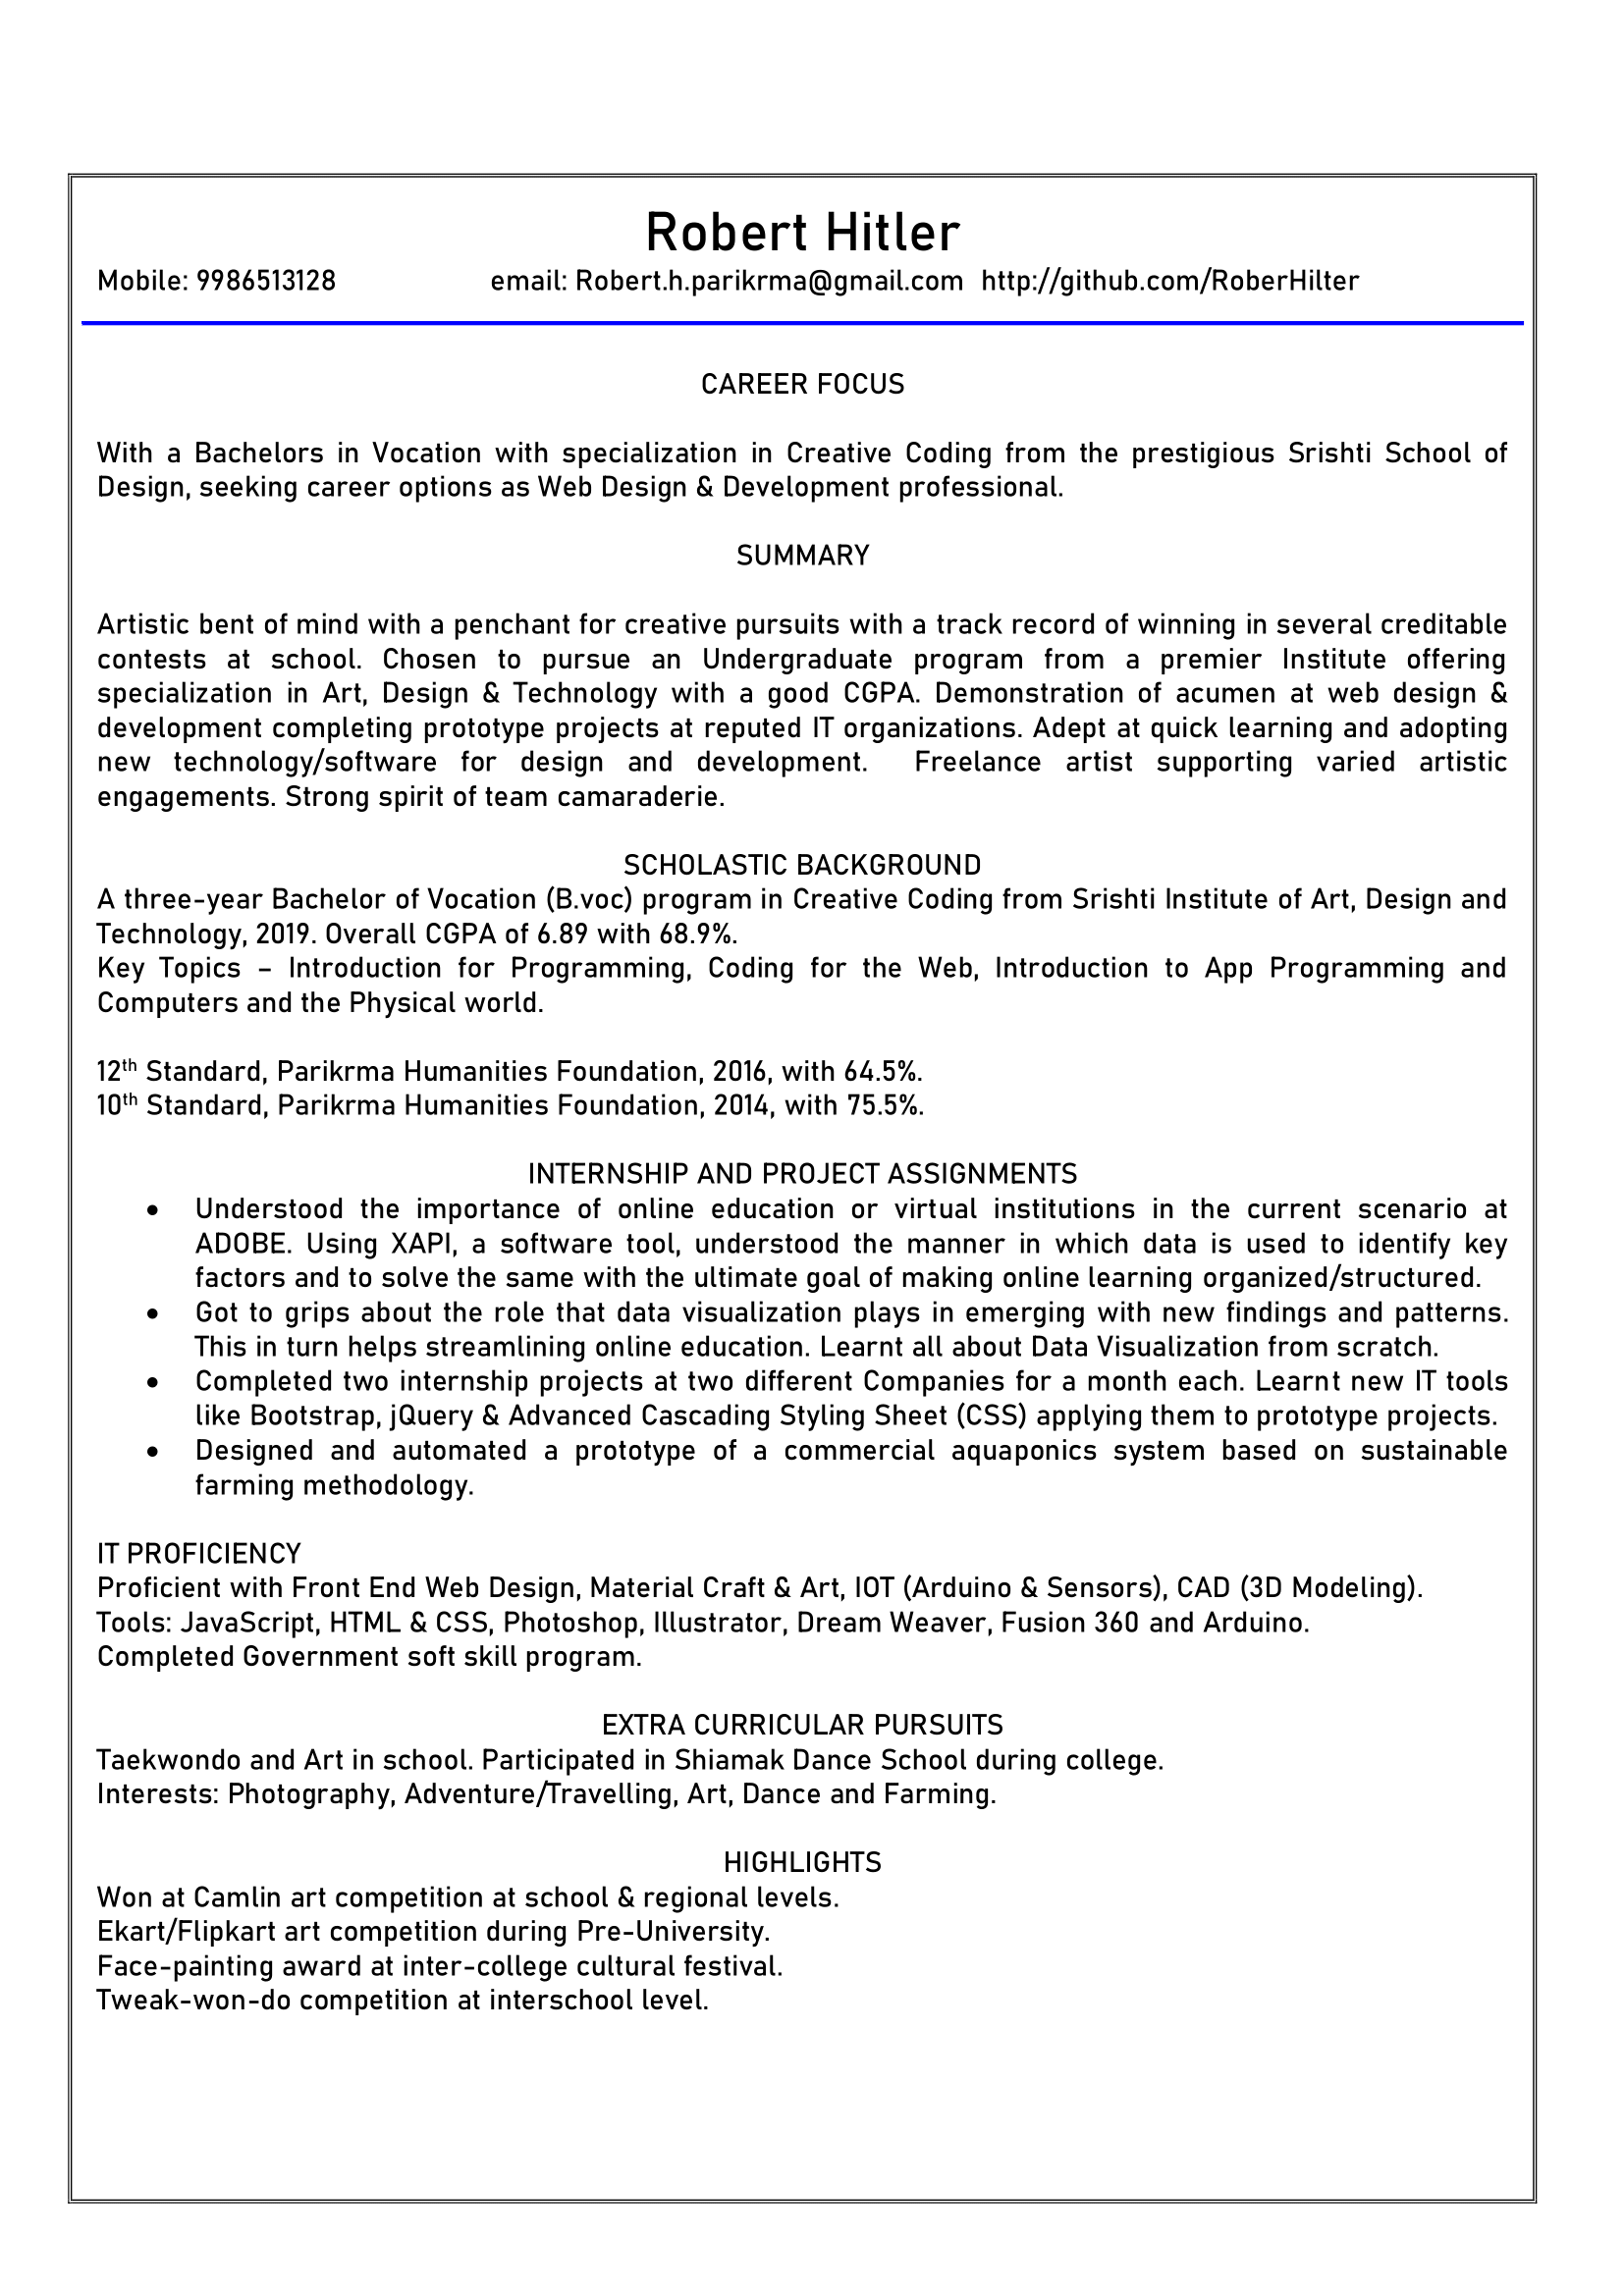 Robert Hitler
Mobile: 9986513128 email: Robert.h.parikrma@gmail.com http://github.com/RoberHilter
CAREER FOCUS
With a Bachelors in Vocation with specialization in Creative Coding from the prestigious Srishti School of
Design, seeking career options as Web Design & Development professional.
SUMMARY
Artistic bent of mind with a penchant for creative pursuits with a track record of winning in several creditable
contests at school. Chosen to pursue an Undergraduate program from a premier Institute offering
specialization in Art, Design & Technology with a good CGPA. Demonstration of acumen at web design &
development completing prototype projects at reputed IT organizations. Adept at quick learning and adopting
new technology/software for design and development. Freelance artist supporting varied artistic
engagements. Strong spirit of team camaraderie.
SCHOLASTIC BACKGROUND
A three-year Bachelor of Vocation (B.voc) program in Creative Coding from Srishti Institute of Art, Design and
Technology, 2019. Overall CGPA of 6.89 with 68.9%.
Key Topics – Introduction for Programming, Coding for the Web, Introduction to App Programming and
Computers and the Physical world.
12th Standard, Parikrma Humanities Foundation, 2016, with 64.5%.
10th Standard, Parikrma Humanities Foundation, 2014, with 75.5%.
INTERNSHIP AND PROJECT ASSIGNMENTS
• Understood the importance of online education or virtual institutions in the current scenario at
ADOBE. Using XAPI, a software tool, understood the manner in which data is used to identify key
factors and to solve the same with the ultimate goal of making online learning organized/structured.
• Got to grips about the role that data visualization plays in emerging with new findings and patterns.
This in turn helps streamlining online education. Learnt all about Data Visualization from scratch.
• Completed two internship projects at two different Companies for a month each. Learnt new IT tools
like Bootstrap, jQuery & Advanced Cascading Styling Sheet (CSS) applying them to prototype projects.
• Designed and automated a prototype of a commercial aquaponics system based on sustainable
farming methodology.
IT PROFICIENCY
Proficient with Front End Web Design, Material Craft & Art, IOT (Arduino & Sensors), CAD (3D Modeling).
Tools: JavaScript, HTML & CSS, Photoshop, Illustrator, Dream Weaver, Fusion 360 and Arduino.
Completed Government soft skill program.
EXTRA CURRICULAR PURSUITS
Taekwondo and Art in school. Participated in Shiamak Dance School during college.
Interests: Photography, Adventure/Travelling, Art, Dance and Farming.
HIGHLIGHTS
Won at Camlin art competition at school & regional levels.
Ekart/Flipkart art competition during Pre-University.
Face-painting award at inter-college cultural festival.
Tweak-won-do competition at interschool level.